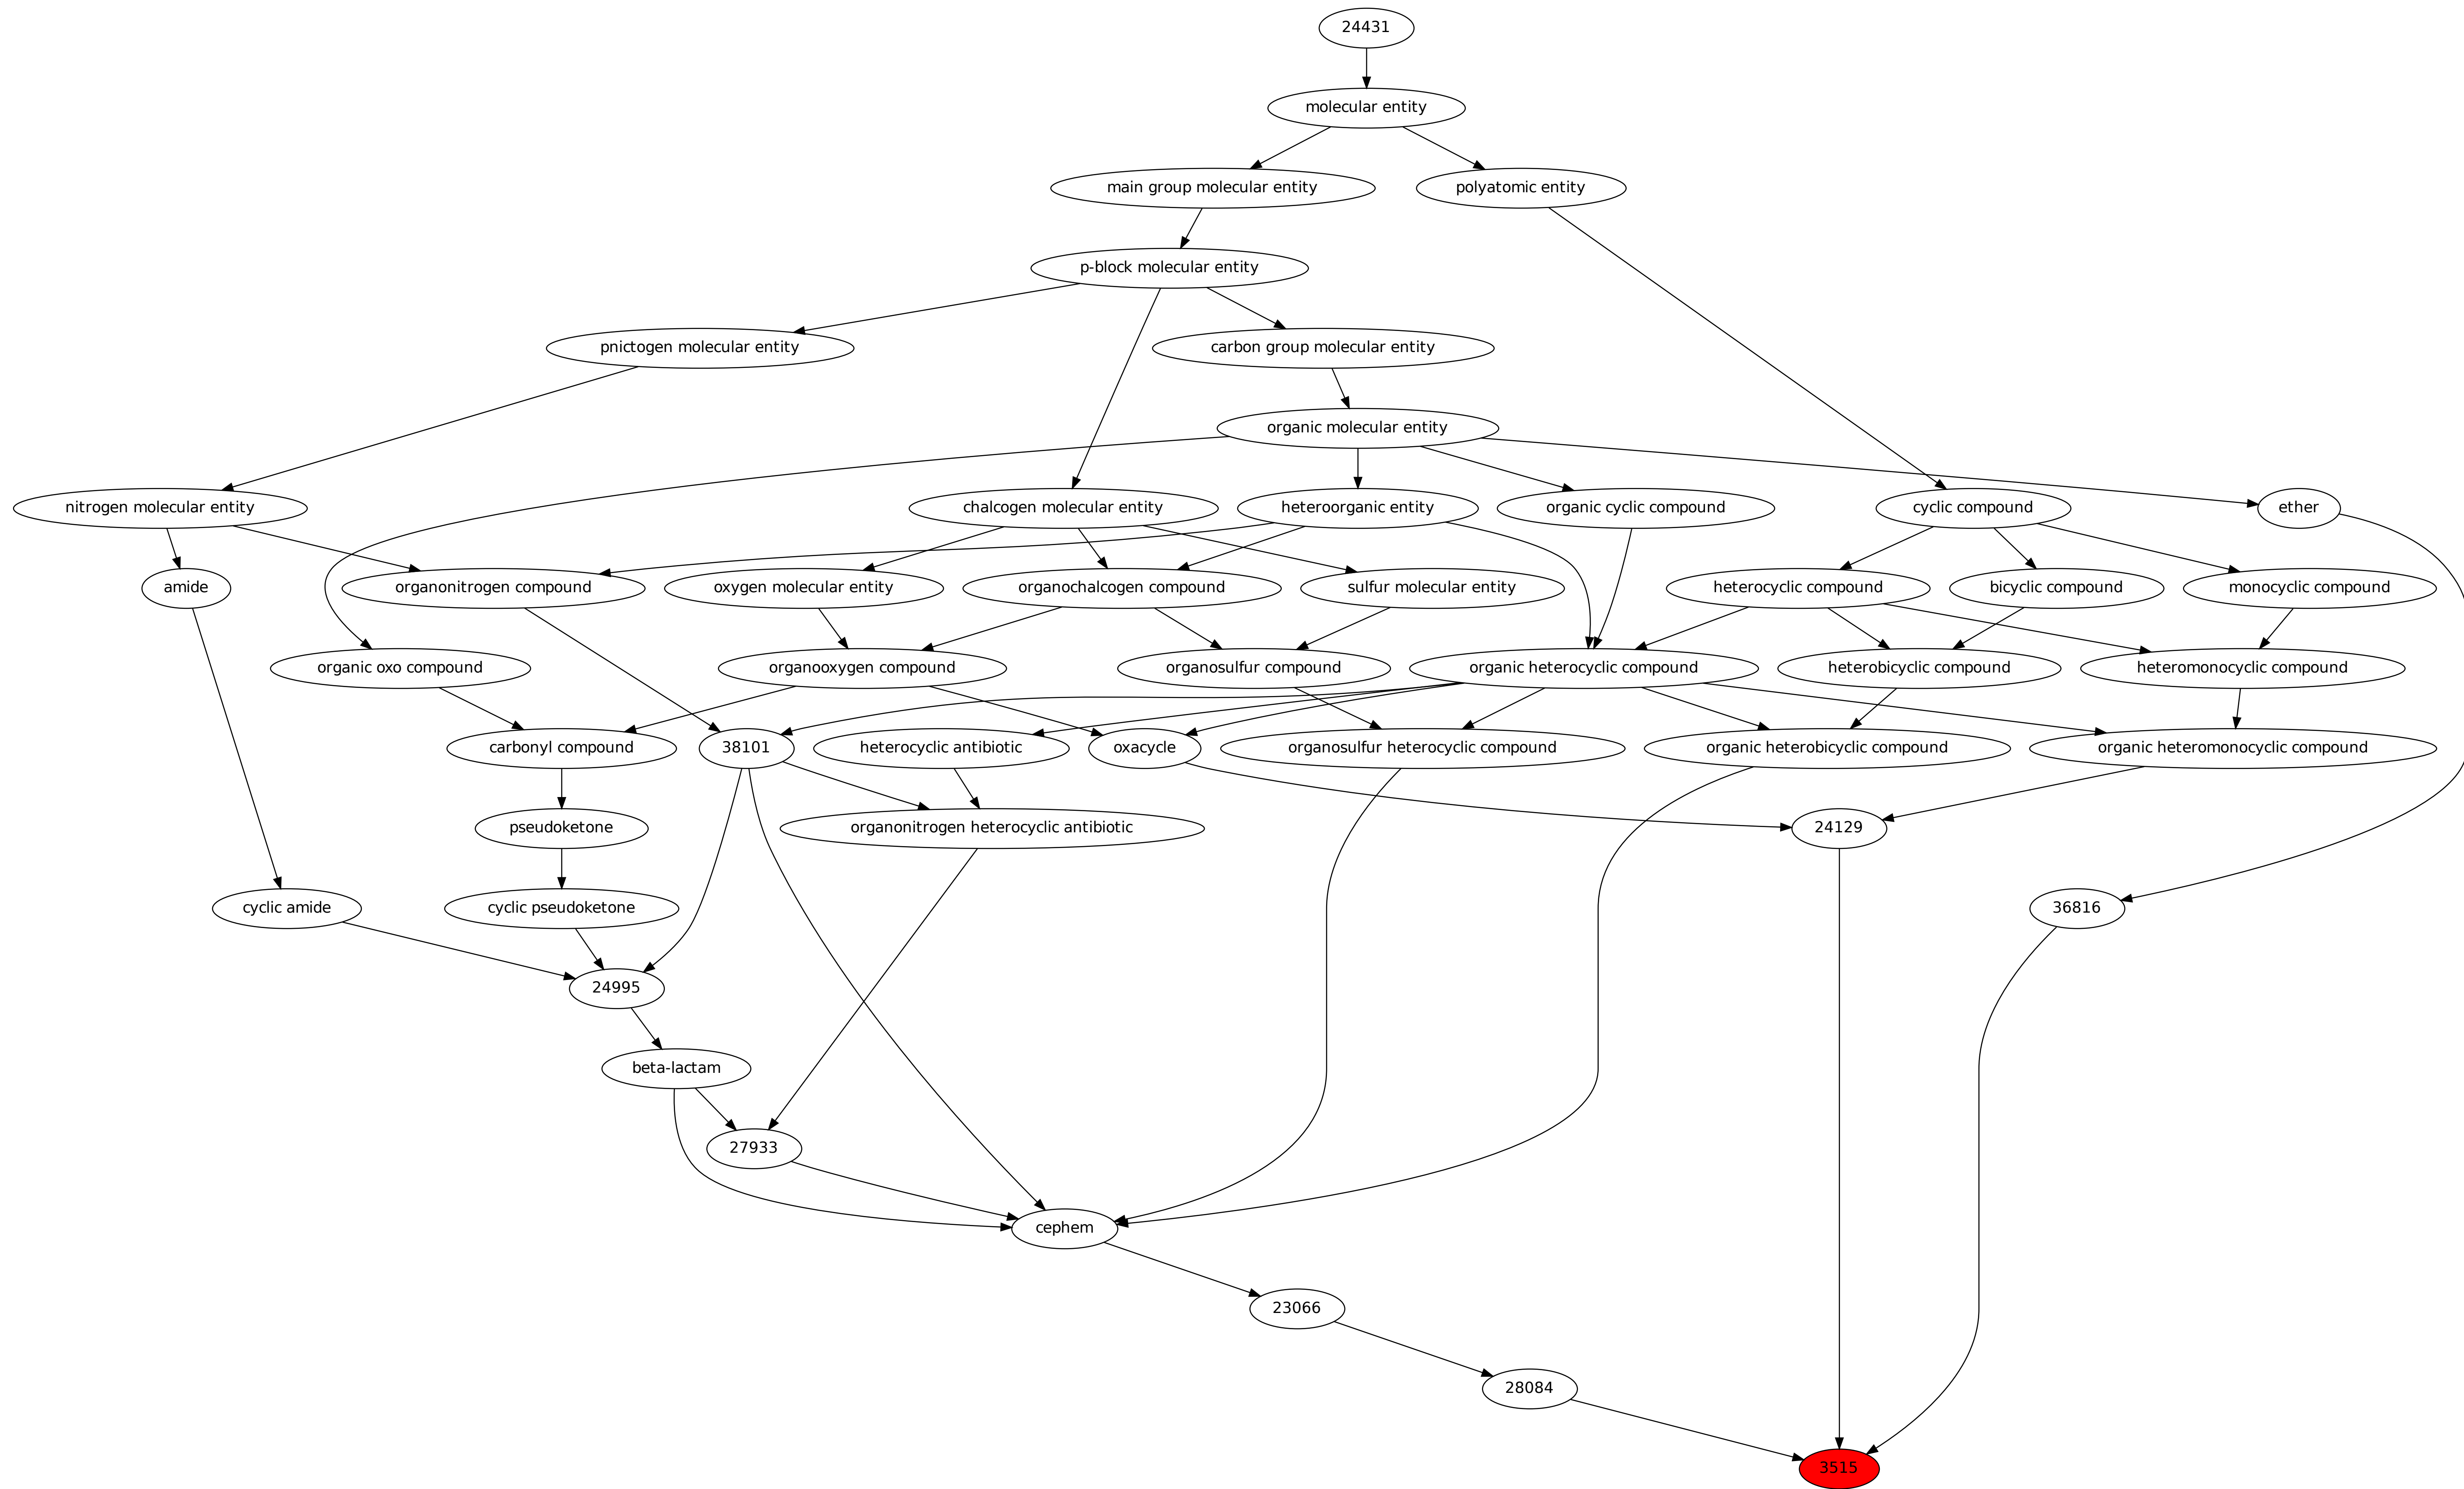 24431
molecular entity
main group molecular entity
polyatomic entity
p-block molecular entity
pnictogen molecular entity
carbon group molecular entity
organic molecular entity
nitrogen molecular entity
chalcogen molecular entity
heteroorganic entity
organic cyclic compound
cyclic compound
ether
amide
organonitrogen compound
oxygen molecular entity
organochalcogen compound
sulfur molecular entity
heterocyclic compound
bicyclic compound
monocyclic compound
organic oxo compound
organooxygen compound
organosulfur compound
organic heterocyclic compound
heterobicyclic compound
heteromonocyclic compound
carbonyl compound
38101
heterocyclic antibiotic
oxacycle
organosulfur heterocyclic compound
organic heterobicyclic compound
organic heteromonocyclic compound
pseudoketone
organonitrogen heterocyclic antibiotic
24129
cyclic amide
cyclic pseudoketone
36816
24995
beta-lactam
27933
cephem
23066
28084
3515